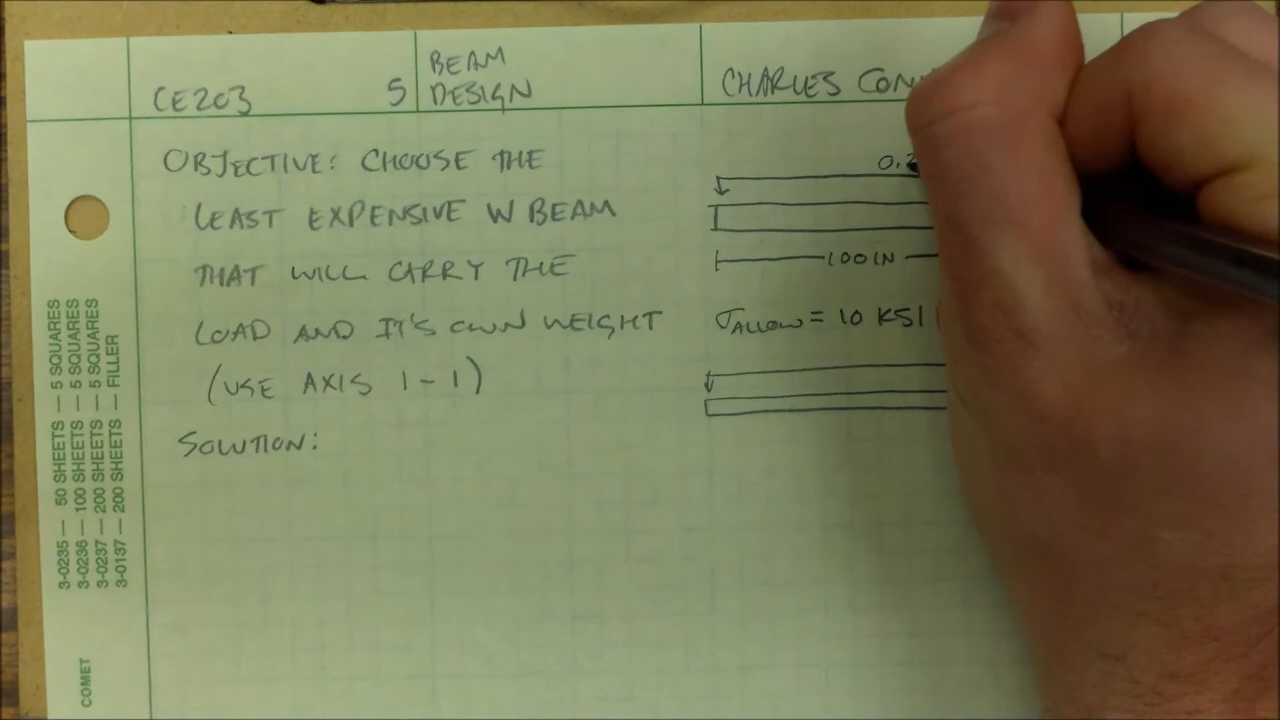 CE203 5 BEAM DESIGN CHARLES
OBJECTIVE: CHOOSE THE
LEAST EXPENSIVE W BEAM
THAT WILL CARRY THE
LOAD AND IT'S OWN WEIGHT
(USE AXIS 1-1)
SOLUTION:
100 IN
σALLOW = 10 KSI
3-0235 — 50 SHEETS — 5 SQUARES
3-0236 — 100 SHEETS — 5 SQUARES
3-0237 — 200 SHEETS — 5 SQUARES
3-0137 — 200 SHEETS — FILLER
COMET